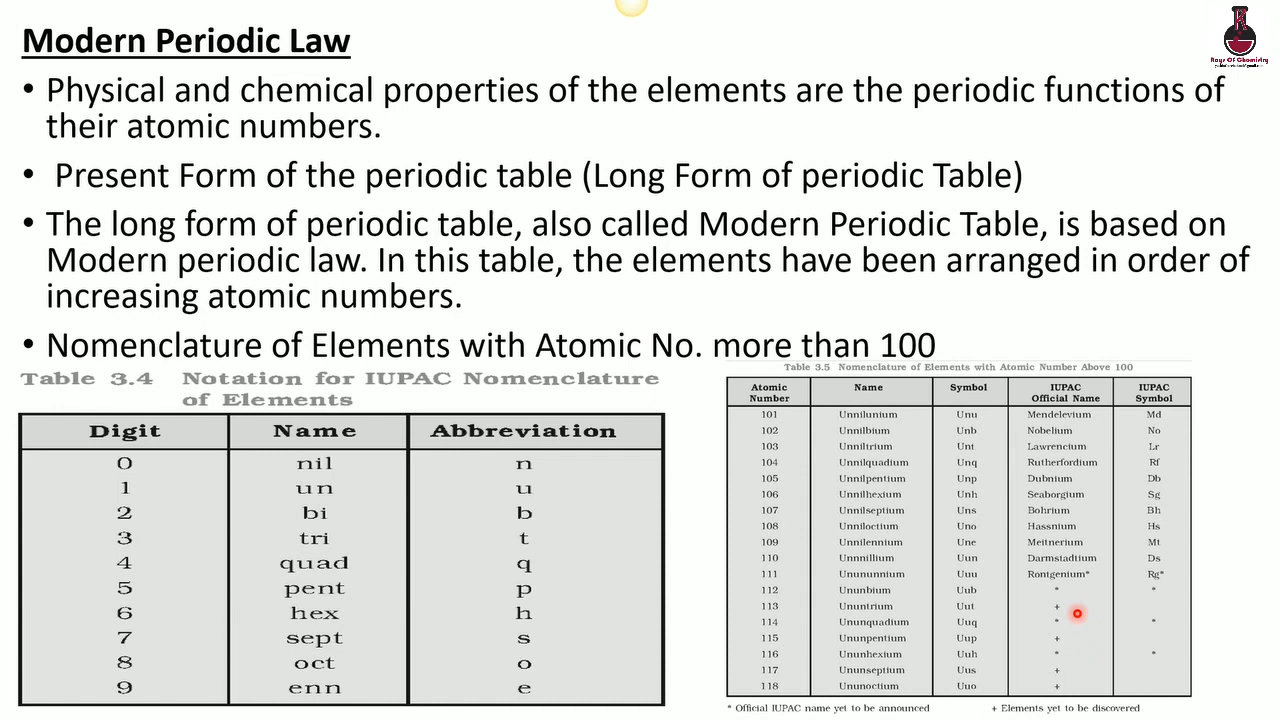 Modern Periodic Law
Rays Of Chemistry
• Physical and chemical properties of the elements are the periodic functions of
their atomic numbers.
• Present Form of the periodic table (Long Form of periodic Table)
• The long form of periodic table, also called Modern Periodic Table, is based on
Modern periodic law. In this table, the elements have been arranged in order of
increasing atomic numbers.
• Nomenclature of Elements with Atomic No. more than 100
Table 3.4 Notation for IUPAC Nomenclature
of Elements
Digit Name Abbreviation
0 nil n
1 un u
2 bi b
3 tri t
4 quad q
5 pent p
6 hex h
7 sept s
8 oct o
9 enn e
Table 3.5 Nomenclature of Elements with Atomic Number Above 100
Atomic Name Symbol IUPAC IUPAC
Number Official Name Symbol
101 Unnilunium Unu Mendelevium Md
102 Unnilbium Unb Nobelium No
103 Unniltrium Unt Lawrencium Lr
104 Unnilquadium Unq Rutherfordium Rf
105 Unnilpentium Unp Dubnium Db
106 Unnilhexium Unh Seaborgium Sg
107 Unnilseptium Uns Bohrium Bh
108 Unniloctium Uno Hassnium Hs
109 Unnilennium Une Meitnerium Mt
110 Unnnillium Uun Darmstadtium Ds
111 Unununnium Uuu Rontgenium* Rg*
112 Ununbium Uub * *
113 Ununtrium Uut +
114 Ununquadium Uuq * *
115 Ununpentium Uup +
116 Ununhexium Uuh * *
117 Ununseptium Uus +
118 Ununoctium Uuo +
* Official IUPAC name yet to be announced + Elements yet to be discovered